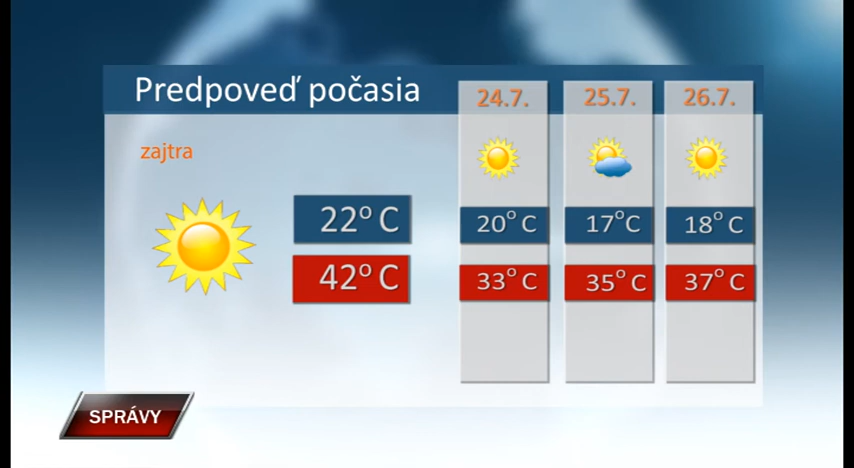 Predpoveď počasia
zajtra
22° C
42° C
24.7.
20° C
33° C
25.7.
17°C
35° C
26.7.
18° C
37° C
SPRÁVY